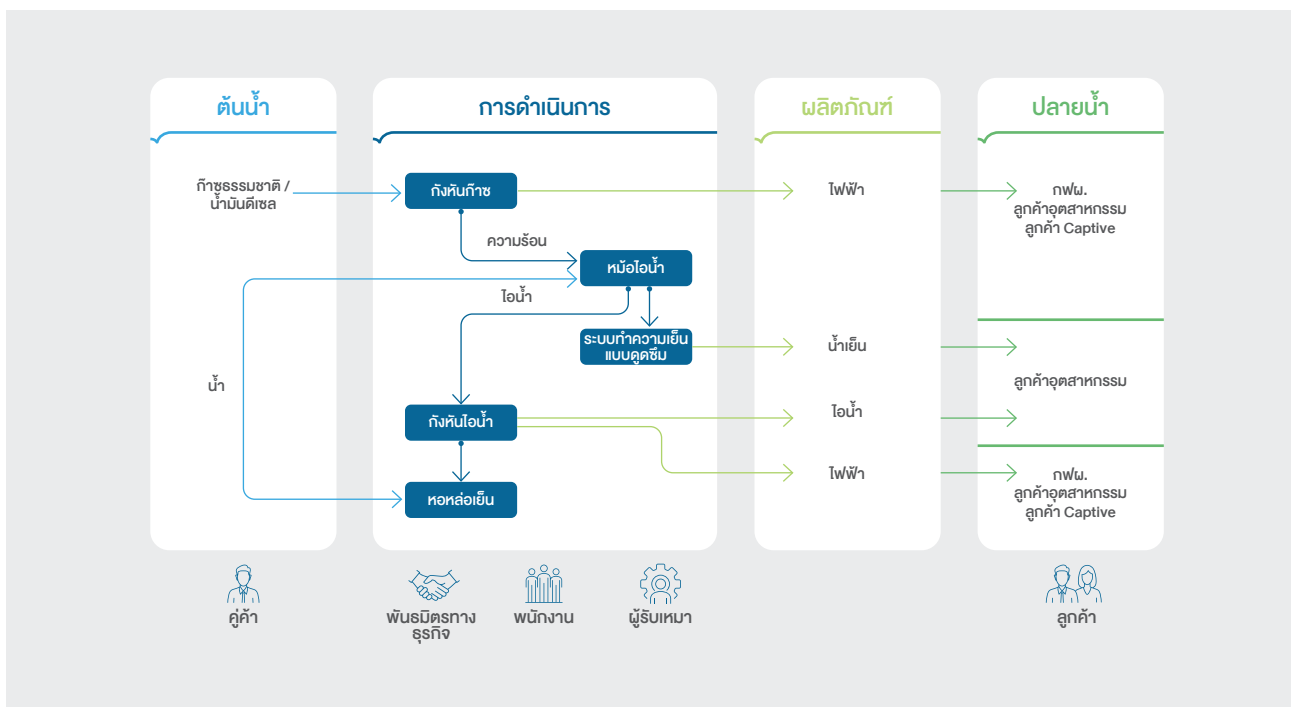 ต้นน้ำ
การดำเนินการ
ผลิตภัณฑ์
ปลายน้ำ
ก๊าซธรรมชาติ /
น้ำมันดีเซล
กังหันก๊าซ
ไฟฟ้า
กฟผ.
ลูกค้าอุตสาหกรรม
ลูกค้า Captive
ความร้อน
หม้อไอน้ำ
ไอน้ำ
ระบบทำความเย็น
แบบดูดซึม
น้ำเย็น
น้ำ
ลูกค้าอุตสาหกรรม
กังหันไอน้ำ
ไอน้ำ
ไฟฟ้า
กฟผ.
ลูกค้าอุตสาหกรรม
ลูกค้า Captive
หอหล่อเย็น
คู่ค้า
พันธมิตรทาง
ธุรกิจ
พนักงาน
ผู้รับเหมา
ลูกค้า